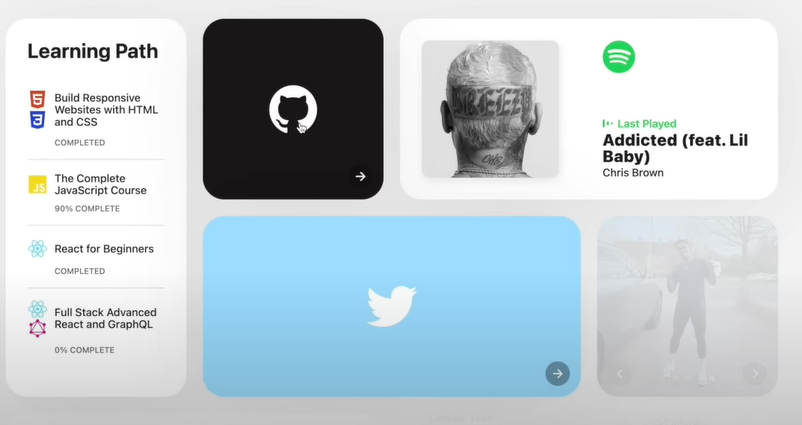 Learning Path
Build Responsive
Websites with HTML
and CSS
COMPLETED
JS
The Complete
JavaScript Course
90% COMPLETE
React for Beginners
COMPLETED
Full Stack Advanced
React and GraphQL
0% COMPLETE
BREEZY
Last Played
Addicted (feat. Lil
Baby)
Chris Brown